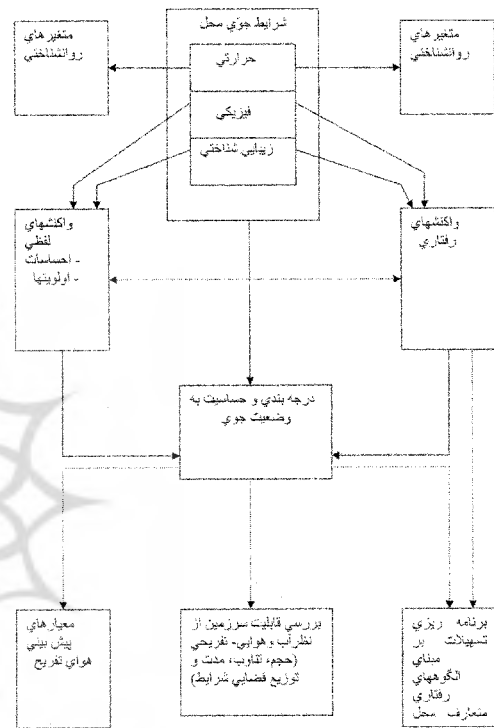 شرايط جوي محل
متغيرهاي
روانشناختي
حرارتي
متغيرهاي
روانشناختي
فيزيكي
زيبايي شناختي
واكنشهاي
رفتاري
واكنشهاي
لفظي
- احساسات
- اولويتها
درجه بندي و حساسيت به
وضعيت جوي
برنامه ريزي
تسهيلات بر
مبناي
الگوههاي
رفتاري
متعارف محل
بررسي قابليت سرزمين از
نظر آب و هوايي- تفريحي
(حجم، تناوب، مدت و
توزيع فضايي شرايط)
معيارهاي
پيش بيني
هواي تفريح